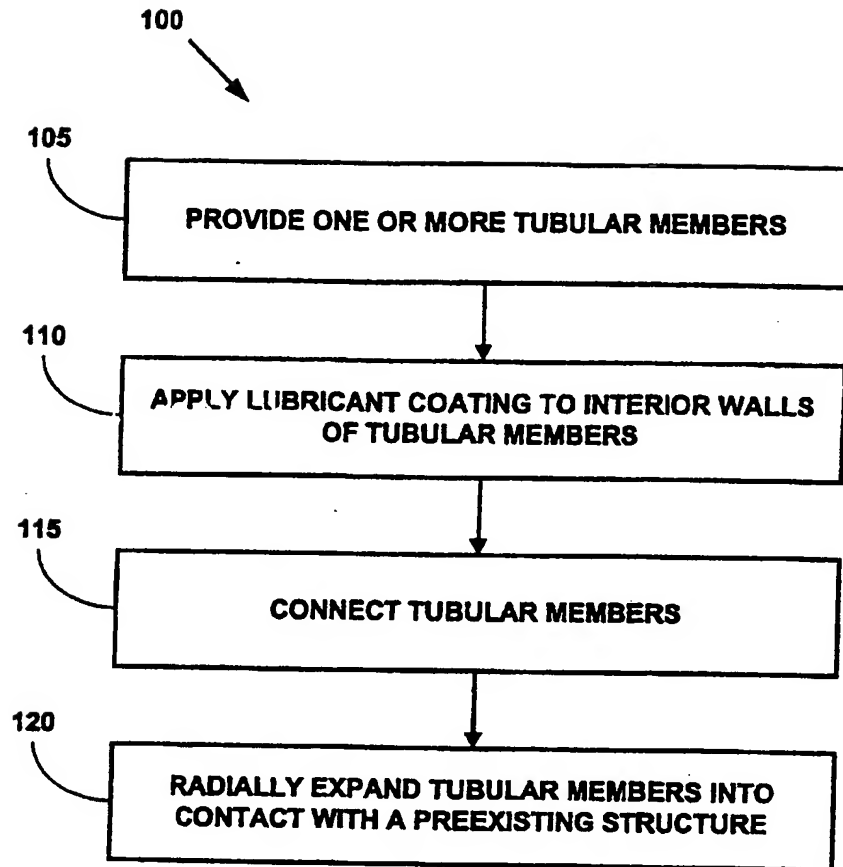 100
105
PROVIDE ONE OR MORE TUBULAR MEMBERS
110
APPLY LUBRICANT COATING TO INTERIOR WALLS
OF TUBULAR MEMBERS
115
CONNECT TUBULAR MEMBERS
120
RADIALLY EXPAND TUBULAR MEMBERS INTO
CONTACT WITH A PREEXISTING STRUCTURE